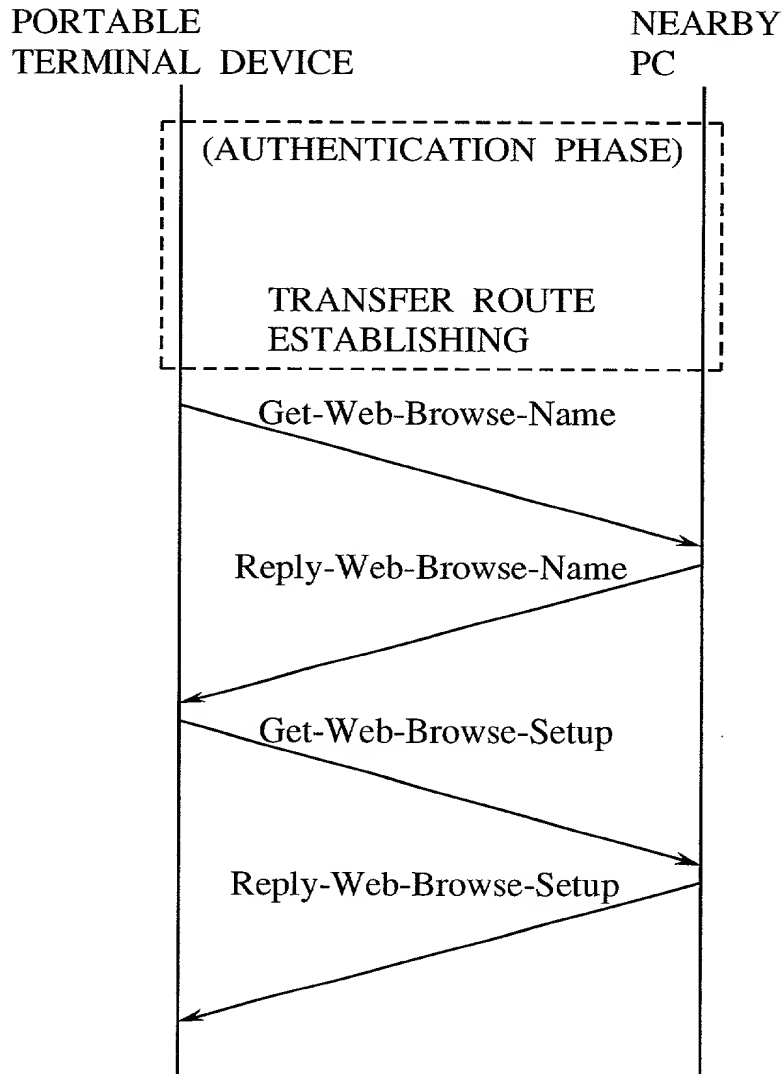 PORTABLE
TERMINAL DEVICE
NEARBY
PC
(AUTHENTICATION PHASE)
TRANSFER ROUTE
ESTABLISHING
Get-Web-Browse-Name
Reply-Web-Browse-Name
Get-Web-Browse-Setup
Reply-Web-Browse-Setup